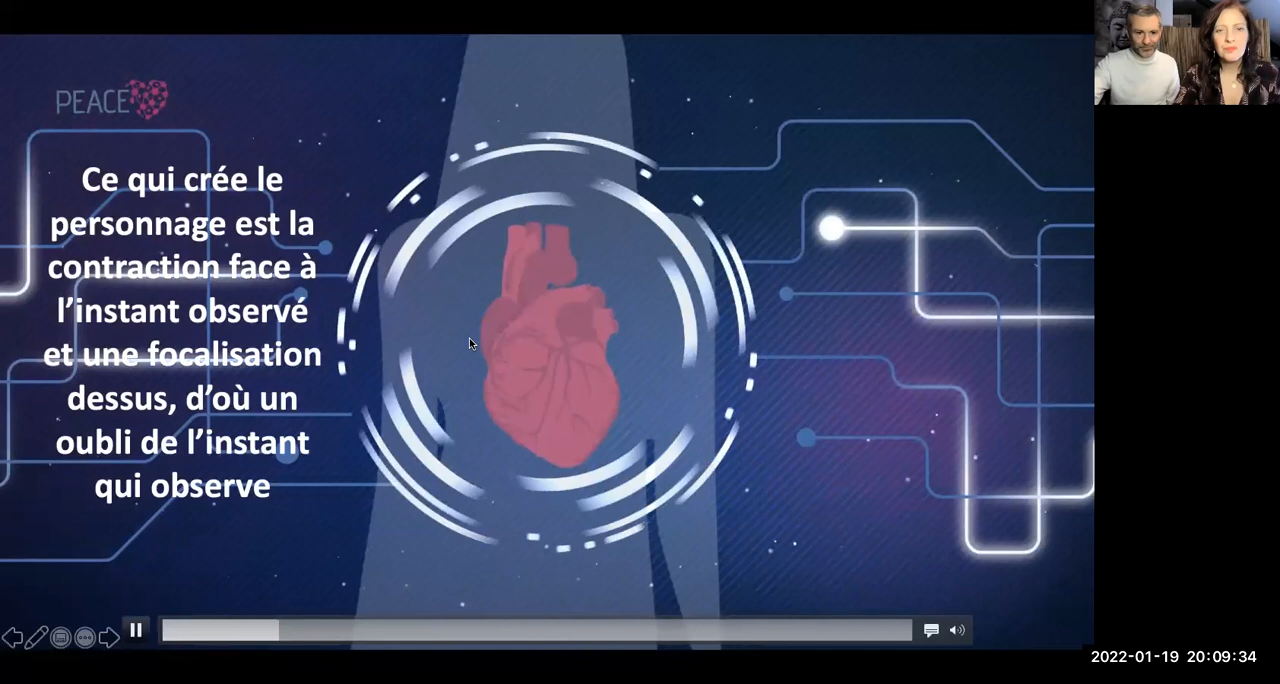 PEACE
Ce qui crée le
personnage est la
contraction face à
l’instant observé
et une focalisation
dessus, d’où un
oubli de l’instant
qui observe
2022-01-19 20:09:34